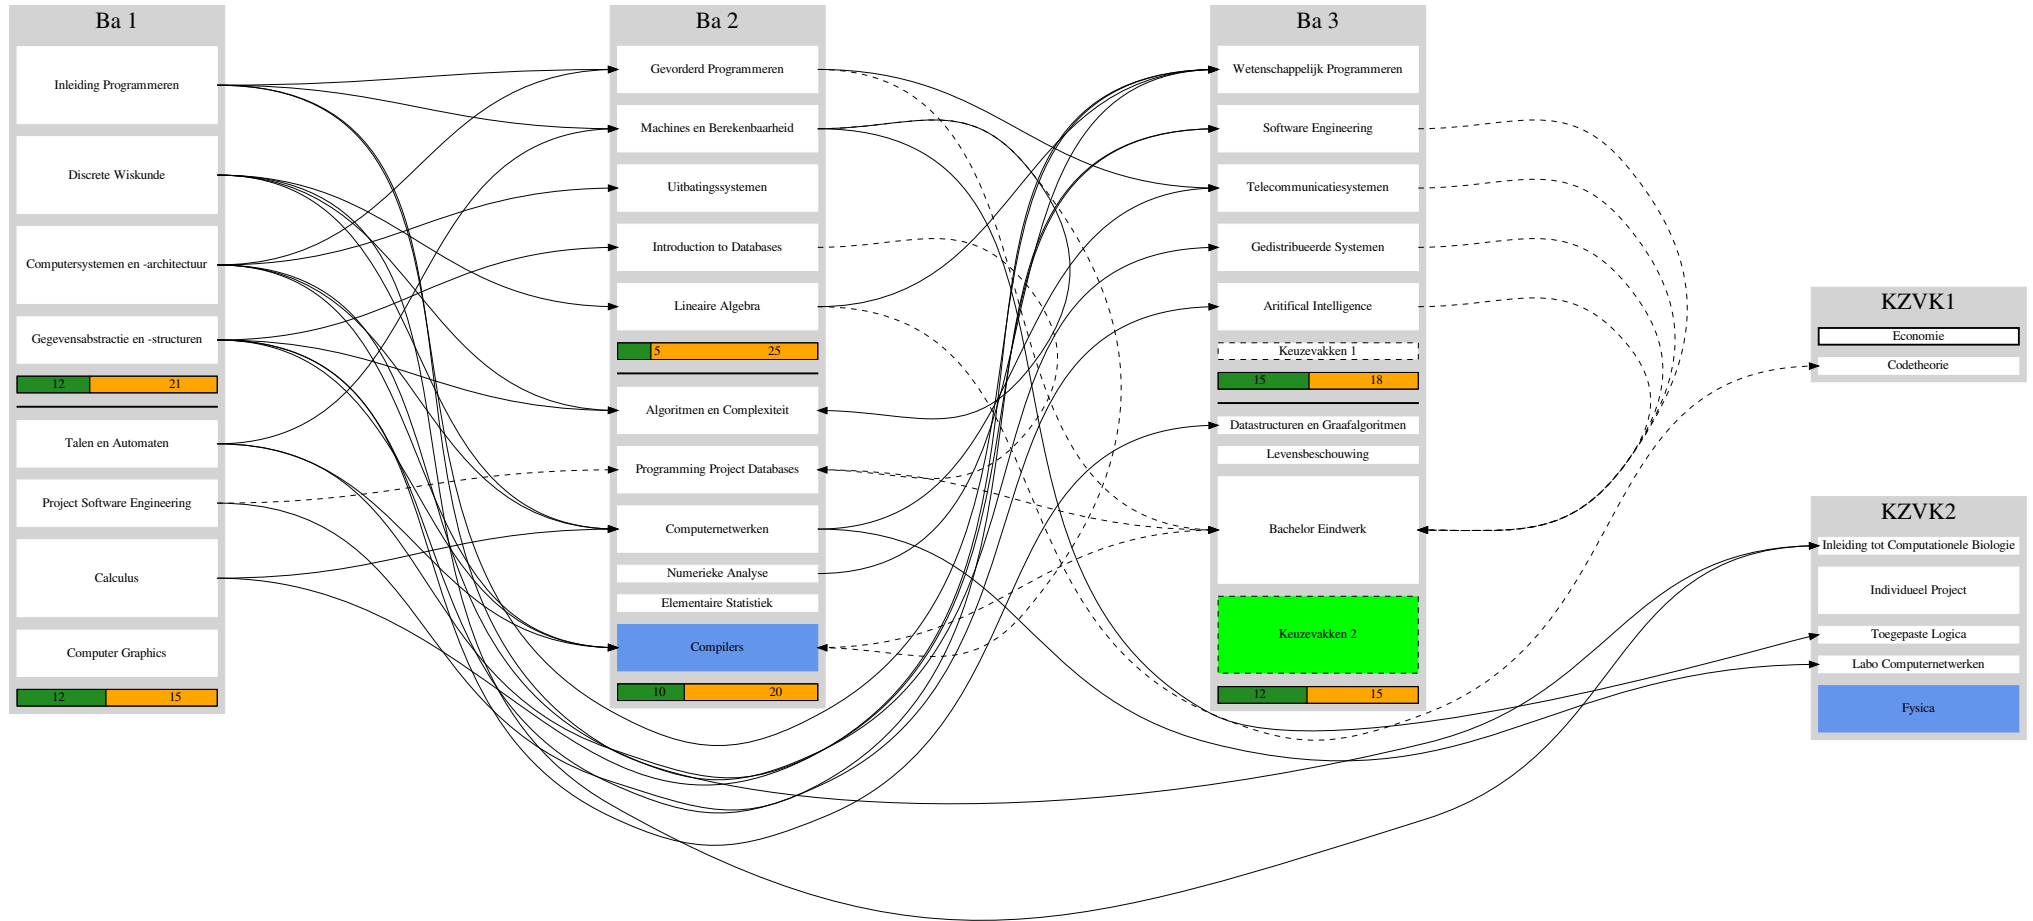 Ba 1
Inleiding Programmeren
Discrete Wiskunde
Computersystemen en -architectuur
Gegevensabstractie en -structuren
12 21
Talen en Automaten
Project Software Engineering
Calculus
Computer Graphics
12 15
Ba 2
Gevorderd Programmeren
Machines en Berekenbaarheid
Uitbatingssystemen
Introduction to Databases
Lineaire Algebra
5 25
Algoritmen en Complexiteit
Programming Project Databases
Computernetwerken
Numerieke Analyse
Elementaire Statistiek
Compilers
10 20
Ba 3
Wetenschappelijk Programmeren
Software Engineering
Telecommunicatiesystemen
Gedistribueerde Systemen
Aritifical Intelligence
Keuzevakken 1
15 18
Datastructuren en Graafalgoritmen
Levensbeschouwing
Bachelor Eindwerk
Keuzevakken 2
12 15
KZVK1
Economie
Codetheorie
KZVK2
Inleiding tot Computationele Biologie
Individueel Project
Toegepaste Logica
Labo Computernetwerken
Fysica